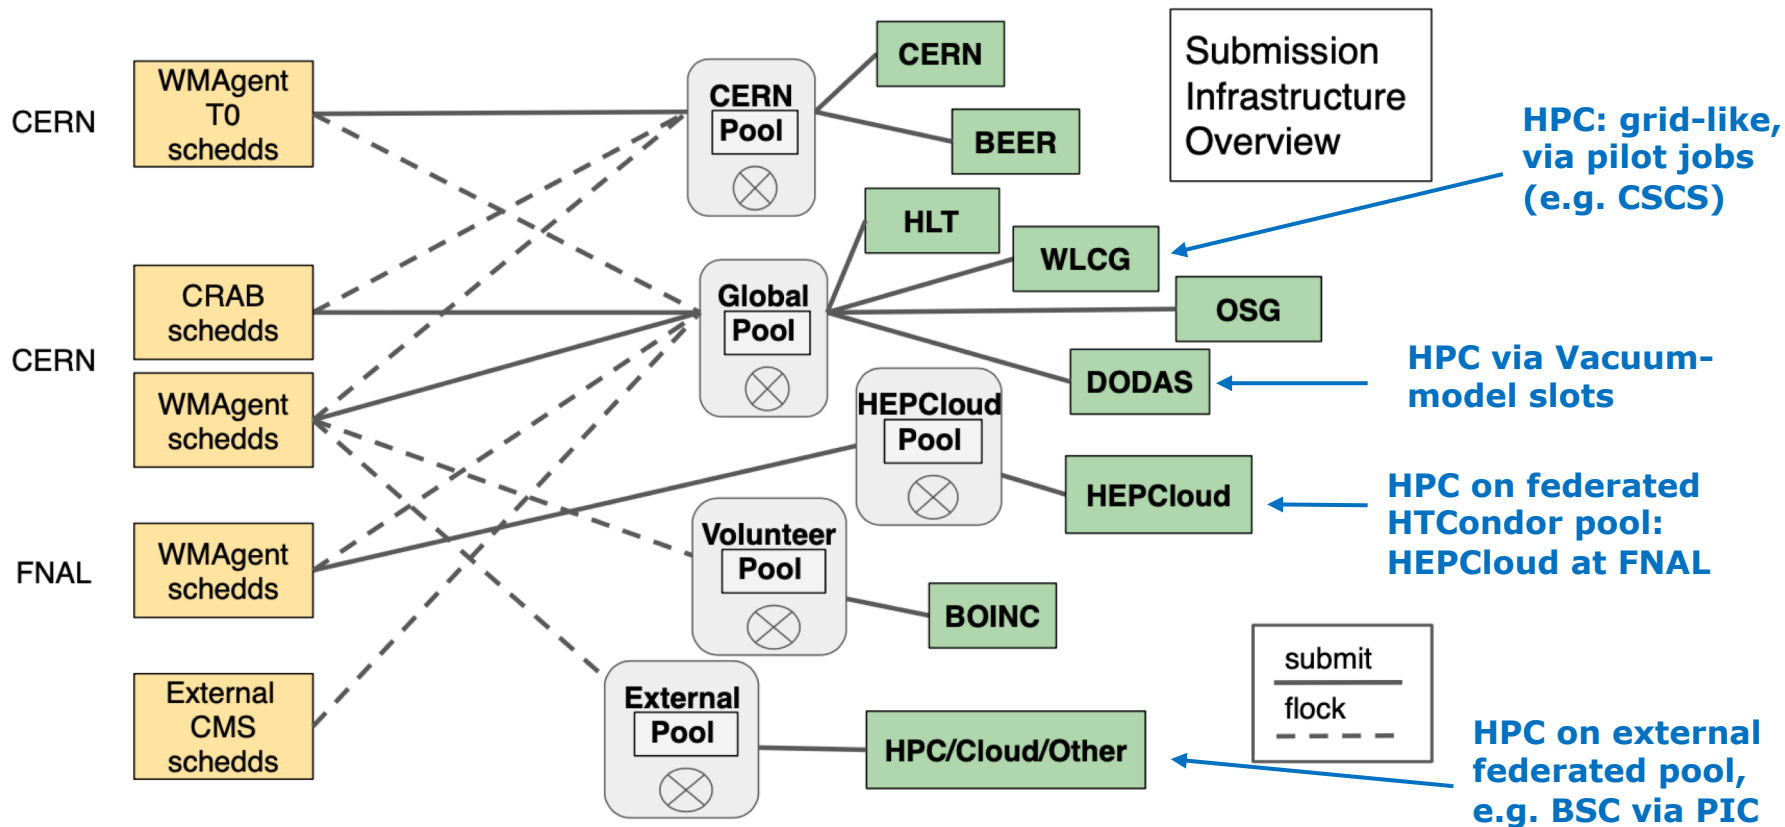 CERN
WMAgent
T0
schedds
CERN
CRAB
schedds
WMAgent
schedds
FNAL
WMAgent
schedds
External
CMS
schedds
CERN
Pool
Global
Pool
HEPCloud
Pool
Volunteer
Pool
External
Pool
CERN
BEER
HLT
WLCG
OSG
DODAS
HEPCloud
BOINC
HPC/Cloud/Other
Submission
Infrastructure
Overview
HPC: grid-like,
via pilot jobs
(e.g. CSCS)
HPC via Vacuum-
model slots
HPC on federated
HTCondor pool:
HEPCloud at FNAL
submit
flock
HPC on external
federated pool,
e.g. BSC via PIC